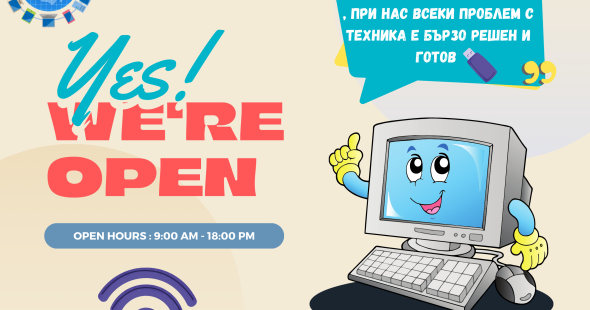 Yes!
WE'RE
OPEN
OPEN HOURS : 9:00 AM - 18:00 PM
, ПРИ НАС ВСЕКИ ПРОБЛЕМ С
ТЕХНИКА Е БЪРЗО РЕШЕН И
ГОТОВ